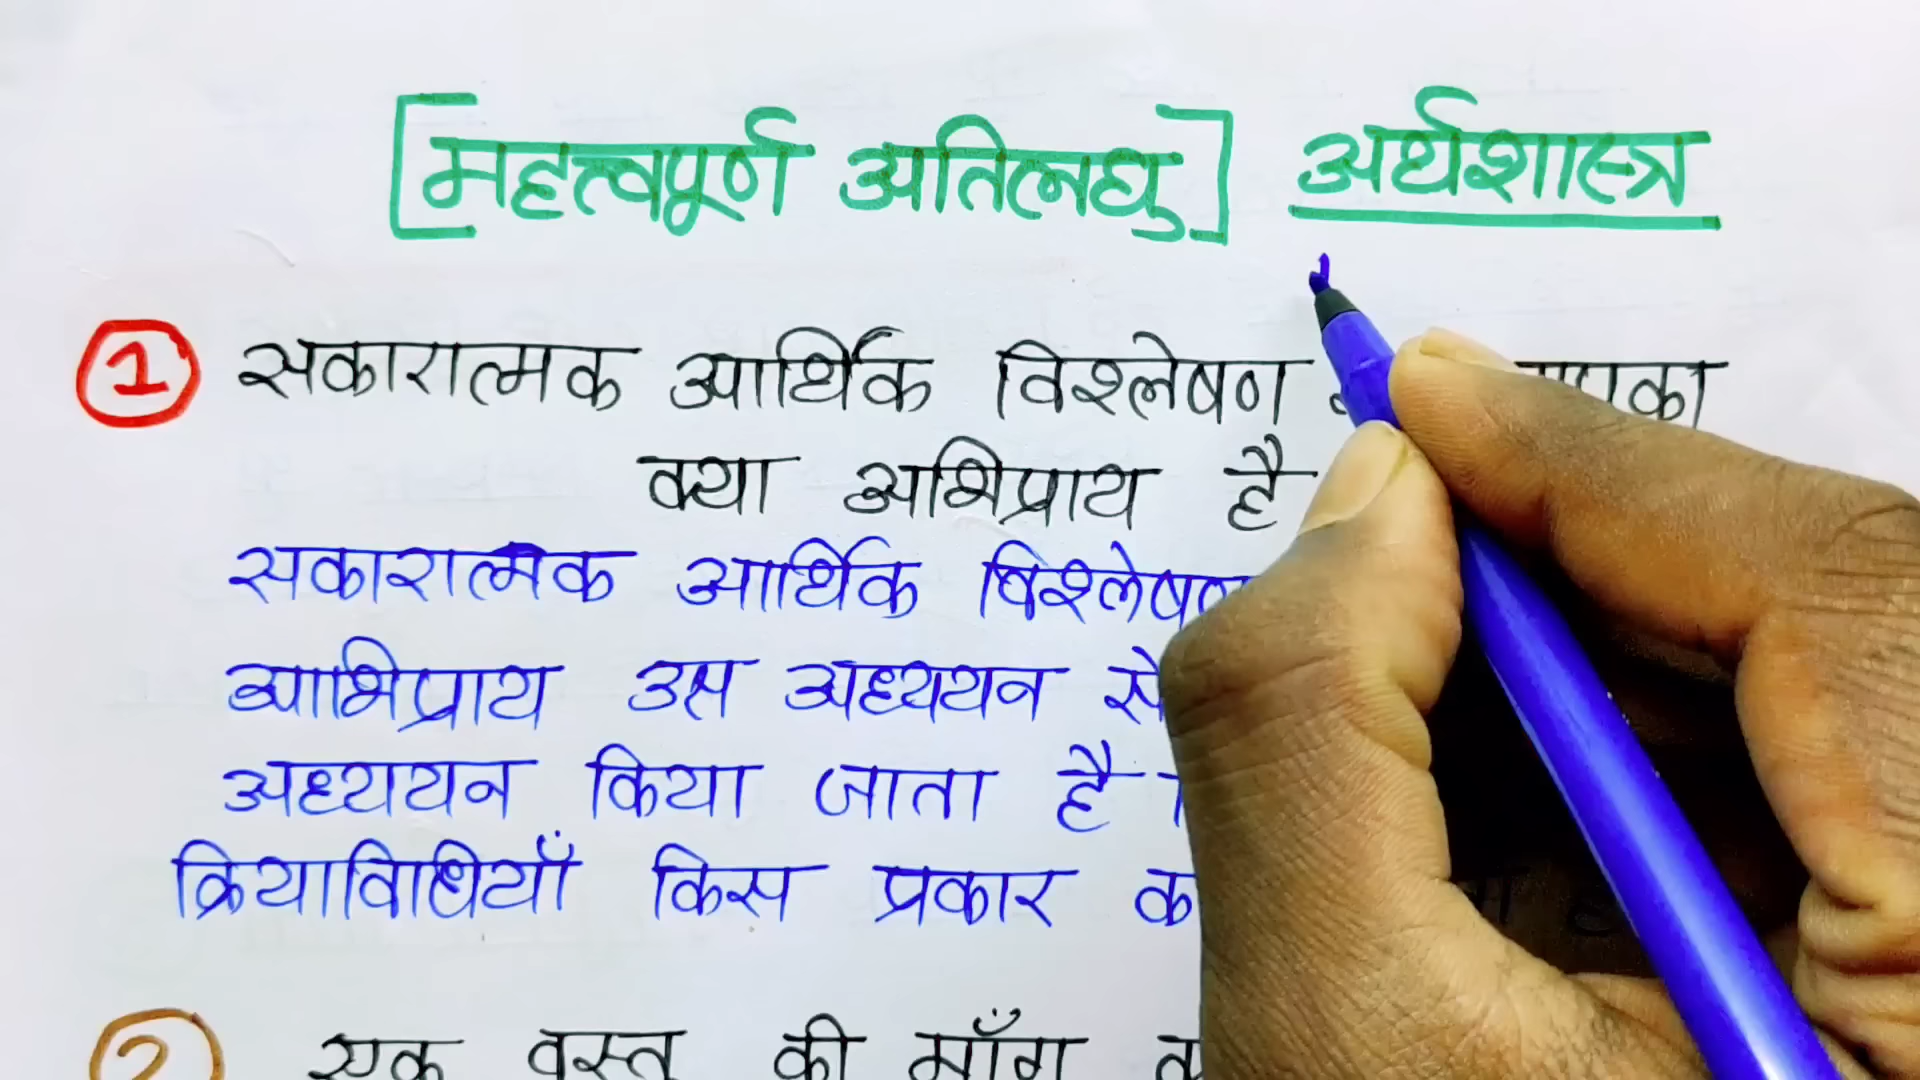 [महत्त्वपूर्ण अतिलघु] अर्थशास्त्र
1 सकारात्मक आर्थिक विश्लेषण
क्या अभिप्राय है
सकारात्मक आर्थिक विश्लेषण
अभिप्राय उस अध्ययन से
अध्ययन किया जाता है
क्रियाविधियाँ किस प्रकार
2 एक वस्तु की माँग